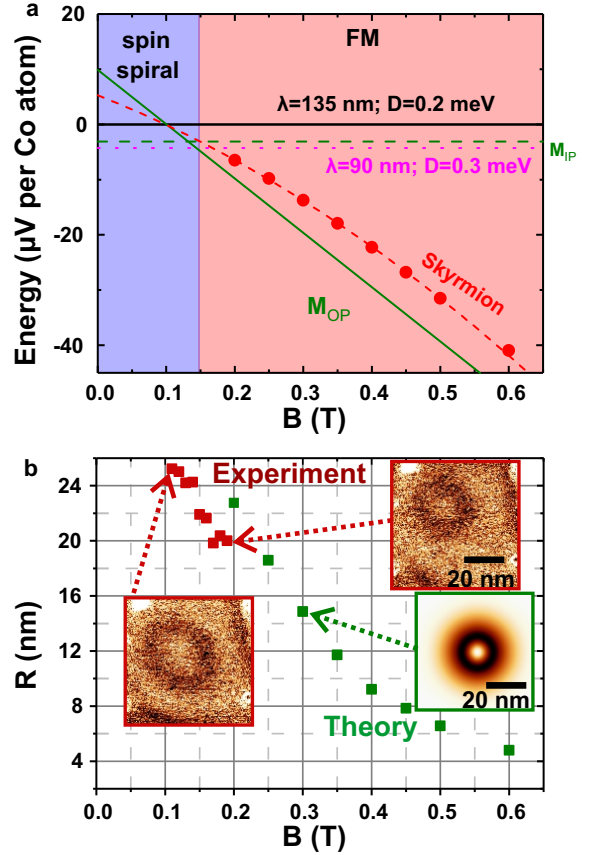 a
spin
spiral
FM
λ=135 nm; D=0.2 meV
λ=90 nm; D=0.3 meV
M_IP
M_OP
Skyrmion
Energy (µV per Co atom)
20
0
-20
-40
0.0 0.1 0.2 0.3 0.4 0.5 0.6
B (T)
b
Experiment
20 nm
20 nm
Theory
R (nm)
24
20
16
12
8
4
0.0 0.1 0.2 0.3 0.4 0.5 0.6
B (T)